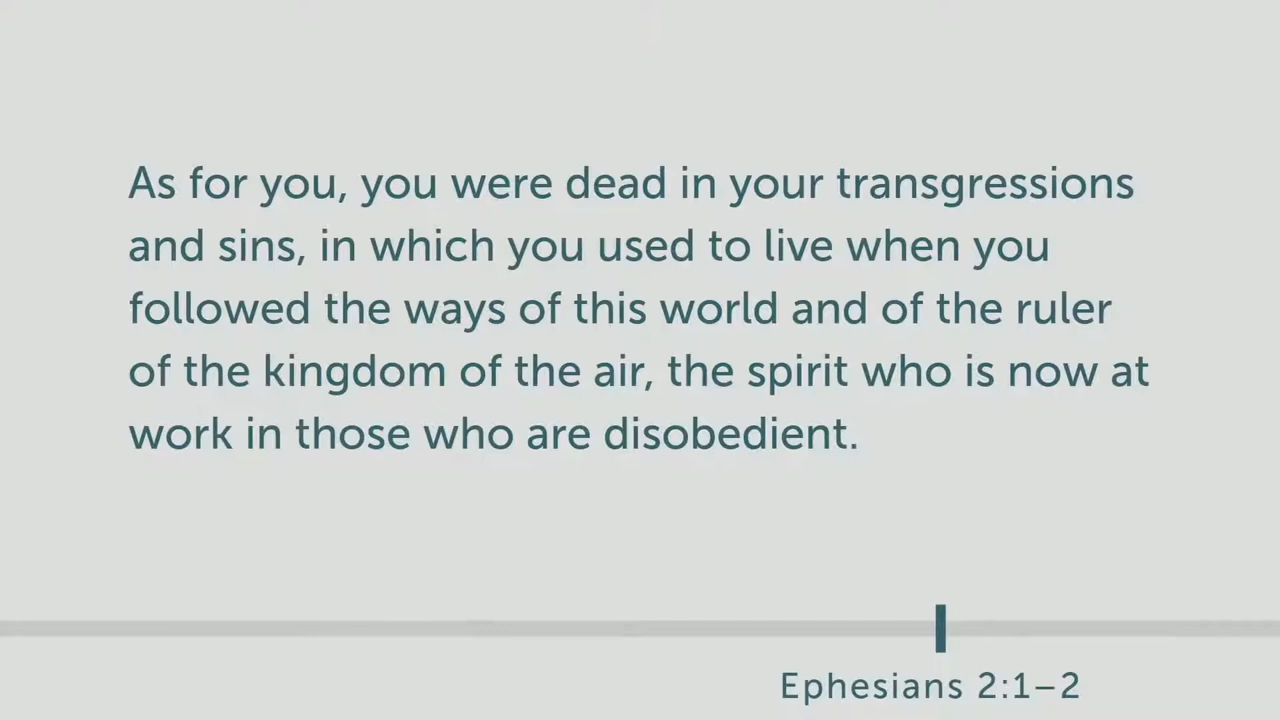 As for you, you were dead in your transgressions
and sins, in which you used to live when you
followed the ways of this world and of the ruler
of the kingdom of the air, the spirit who is now at
work in those who are disobedient.
Ephesians 2:1–2